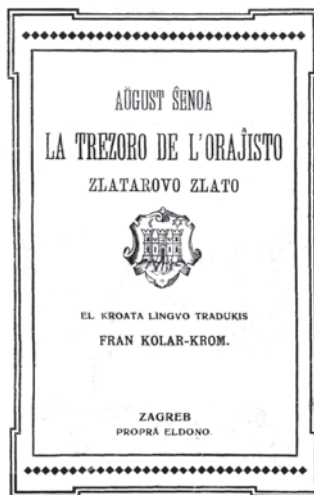 AŬGUST ŜENOA
LA TREZORO DE L'ORAĴISTO
ZLATAROVO ZLATO
EL KROATA LINGVO TRADUKIS
FRAN KOLAR-KROM.
ZAGREB
PROPRA ELDONO.